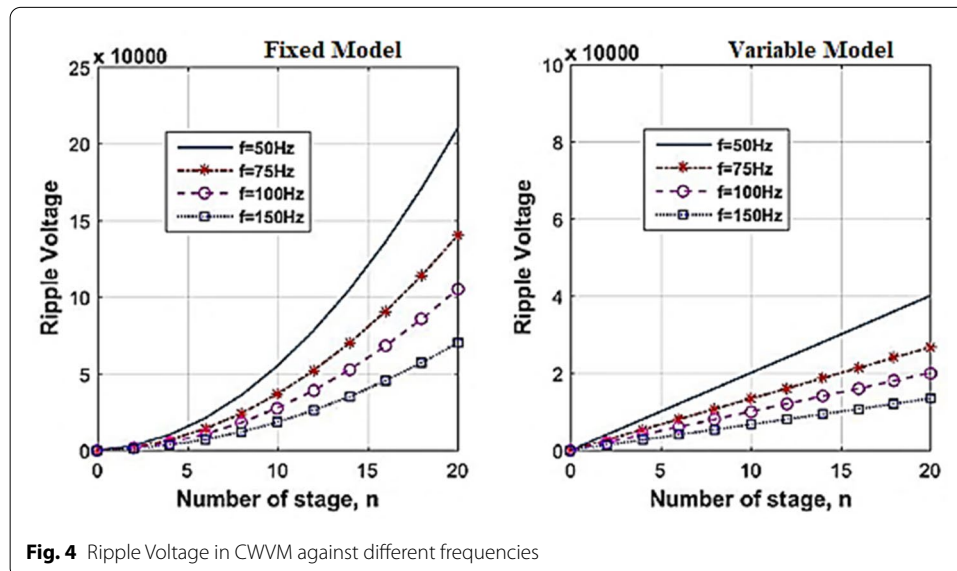 Fixed Model
x 10000
25
20
15
10
5
0
Ripple Voltage
f=50Hz
f=75Hz
f=100Hz
f=150Hz
0 5 10 15 20
Number of stage, n
Variable Model
x 10000
10
8
6
4
2
0
Ripple Voltage
f=50Hz
f=75Hz
f=100Hz
f=150Hz
0 5 10 15 20
Number of stage, n
Fig. 4 Ripple Voltage in CWVM against different frequencies